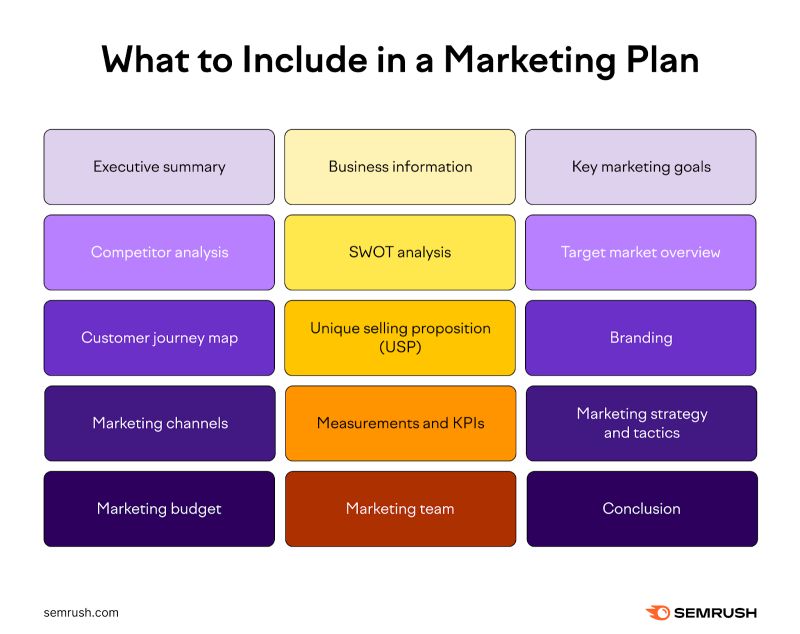 What to Include in a Marketing Plan
Executive summary
Business information
Key marketing goals
Competitor analysis
SWOT analysis
Target market overview
Customer journey map
Unique selling proposition
(USP)
Branding
Marketing channels
Measurements and KPIs
Marketing strategy
and tactics
Marketing budget
Marketing team
Conclusion
semrush.com
SEMRUSH